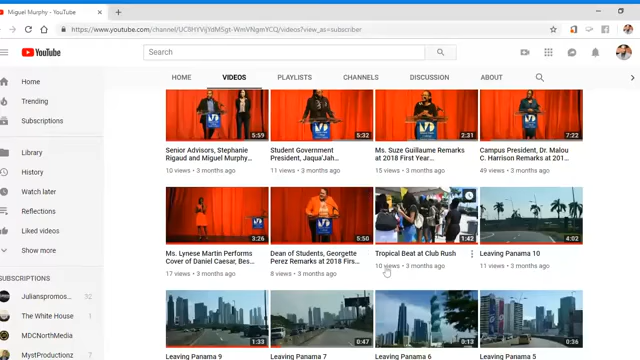 Miguel Murphy - YouTube
https://www.youtube.com/channel/UC8HYVijYdM5gt-WmVNgmYCQ/videos?view_as=subscriber
YouTube
Search
HOME VIDEOS PLAYLISTS CHANNELS DISCUSSION ABOUT
Home
Trending
Subscriptions
Library
History
Watch later
Reflections
Liked videos
Show more
SUBSCRIPTIONS
Julianspromos... 32
The White House
MDCNorthMedia
MystProductionz
5:59 5:32 2:31 7:22
Senior Advisors, Stephanie
Rigaud and Miguel Murphy...
10 views • 3 months ago
Student Government
President, Jaqua'Jah...
11 views • 3 months ago
Ms. Suze Guillaume Remarks
at 2018 First Year...
15 views • 3 months ago
Campus President, Dr. Malou
C. Harrison Remarks at 201...
49 views • 3 months ago
3:26 5:50 1:42 4:02
Ms. Lynese Martin Performs
Cover of Daniel Caesar, Bes...
17 views • 3 months ago
Dean of Students, Georgette
Perez Remarks at 2018 Firs...
8 views • 3 months ago
Tropical Beat at Club Rush
10 views • 3 months ago
Leaving Panama 10
11 views • 3 months ago
1:33 0:47 0:13 0:36
Leaving Panama 9
Leaving Panama 7
Leaving Panama 6
Leaving Panama 5